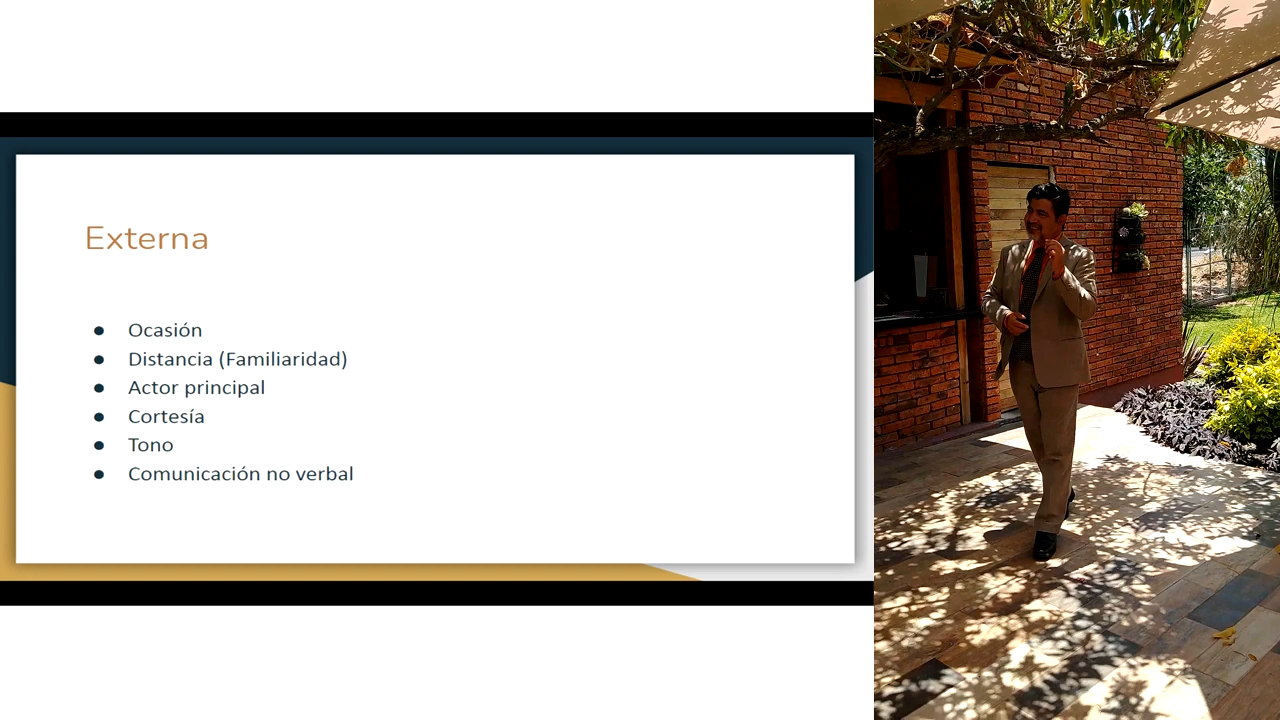 Externa
● Ocasión
● Distancia (Familiaridad)
● Actor principal
● Cortesía
● Tono
● Comunicación no verbal